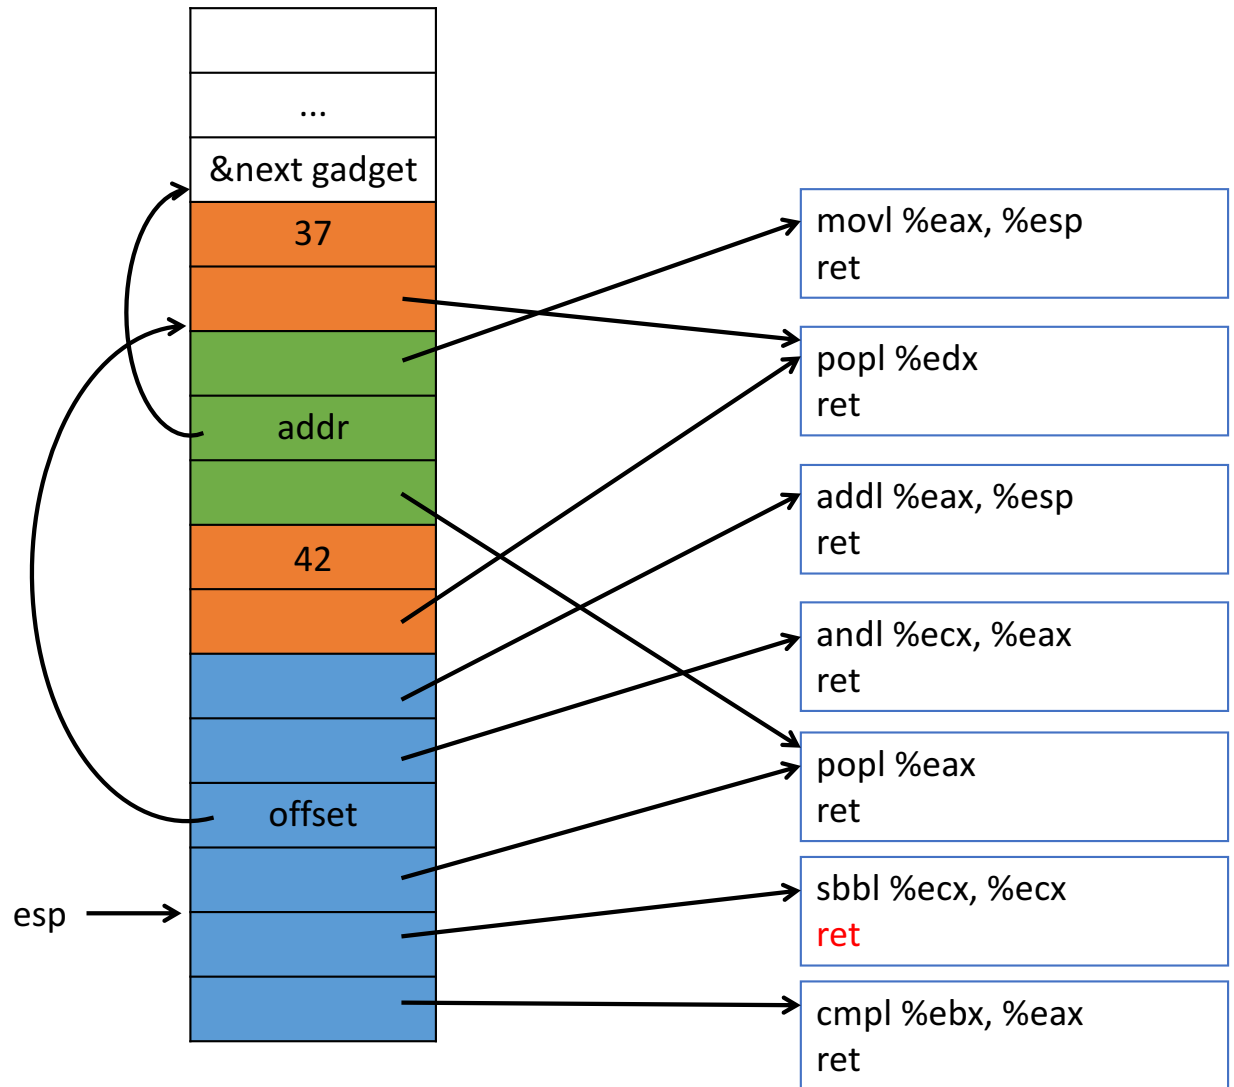 ...
&next gadget
37
addr
42
offset
esp
movl %eax, %esp
ret
popl %edx
ret
addl %eax, %esp
ret
andl %ecx, %eax
ret
popl %eax
ret
sbbl %ecx, %ecx
ret
cmpl %ebx, %eax
ret